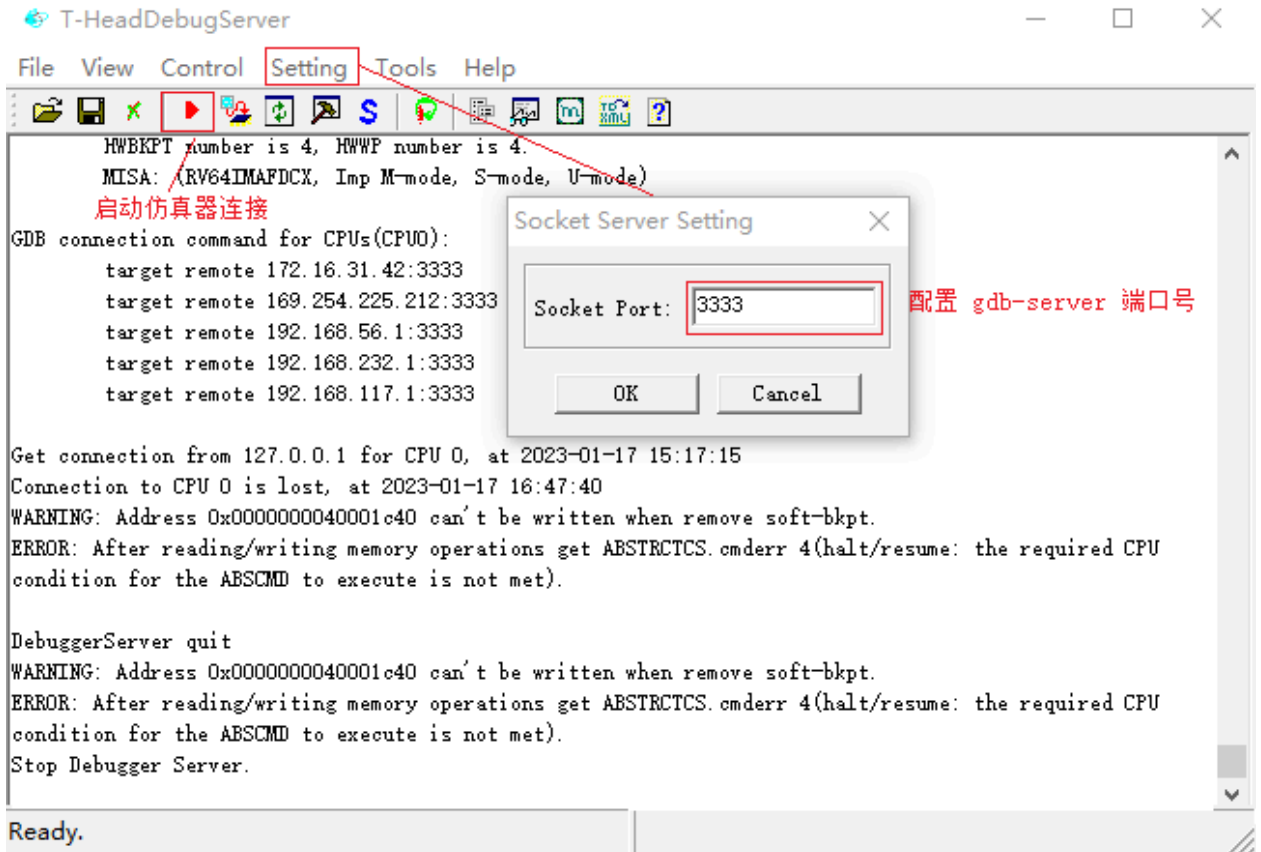 T-HeadDebugServer
File View Control Setting Tools Help
HWBKPT number is 4, HWWP number is 4.
MISA: (RV64IMAFDCX, Imp M-mode, S-mode, U-mode)
启动仿真器连接
GDB connection command for CPUs(CPU0):
target remote 172.16.31.42:3333
target remote 169.254.225.212:3333
target remote 192.168.56.1:3333
target remote 192.168.232.1:3333
target remote 192.168.117.1:3333
Socket Server Setting
Socket Port: 3333
配置 gdb-server 端口号
OK Cancel
Get connection from 127.0.0.1 for CPU 0, at 2023-01-17 15:17:15
Connection to CPU 0 is lost, at 2023-01-17 16:47:40
WARNING: Address 0x0000000040001c40 can't be written when remove soft-bkpt.
ERROR: After reading/writing memory operations get ABSTRCTCS.cmderr 4(halt/resume: the required CPU
condition for the ABSCMD to execute is not met).
DebuggerServer quit
WARNING: Address 0x0000000040001c40 can't be written when remove soft-bkpt.
ERROR: After reading/writing memory operations get ABSTRCTCS.cmderr 4(halt/resume: the required CPU
condition for the ABSCMD to execute is not met).
Stop Debugger Server.
Ready.